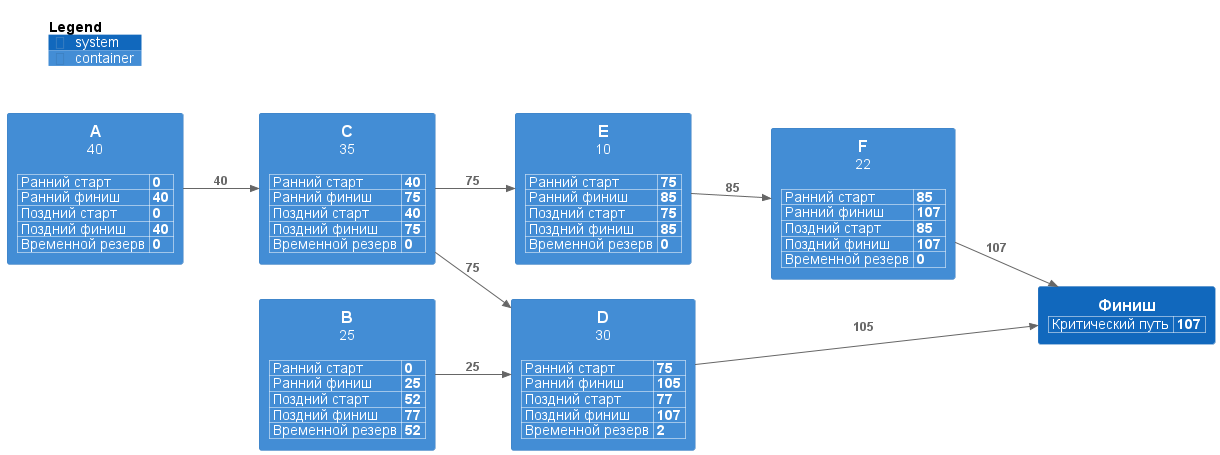 Legend
system
container
A
40
Ранний старт 0
Ранний финиш 40
Поздний старт 0
Поздний финиш 40
Временной резерв 0
40
C
35
Ранний старт 40
Ранний финиш 75
Поздний старт 40
Поздний финиш 75
Временной резерв 0
75
75
E
10
Ранний старт 75
Ранний финиш 85
Поздний старт 75
Поздний финиш 85
Временной резерв 0
85
F
22
Ранний старт 85
Ранний финиш 107
Поздний старт 85
Поздний финиш 107
Временной резерв 0
107
B
25
Ранний старт 0
Ранний финиш 25
Поздний старт 52
Поздний финиш 77
Временной резерв 52
25
D
30
Ранний старт 75
Ранний финиш 105
Поздний старт 77
Поздний финиш 107
Временной резерв 2
105
Финиш
Критический путь 107